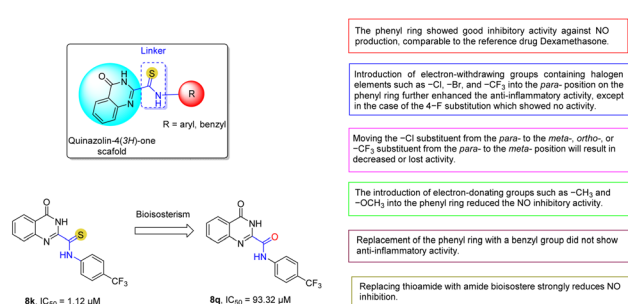 Linker
O
HN
S
N
N
H
R
R = aryl, benzyl
Quinazolin-4(3H)-one
scafold
O
NH
S
N
HN
CF3
8k, IC50 = 1.12 µM
Bioisosterism
O
NH
O
N
HN
CF3
8q, IC50 = 93.32 µM
The phenyl ring showed good inhibitory activity against NO
production, comparable to the reference drug Dexamethasone.
Introduction of electron-withdrawing groups containing halogen
elements such as −Cl, −Br, and −CF3 into the para- position on
the phenyl ring further enhanced the anti-inflammatory activity, except
in the case of the 4−F substitution which showed no activity.
Moving the −Cl substituent from the para- to the meta-, ortho-, or
−CF3 substituent from the para- to the meta- position will result in
decreased or lost activity.
The introduction of electron-donating groups such as −CH3 and
−OCH3 into the phenyl ring reduced the NO inhibitory activity.
Replacement of the phenyl ring with a benzyl group did not show
anti-inflammatory activity.
Replacing thioamide with amide bioisostere strongly reduces NO
inhibition.